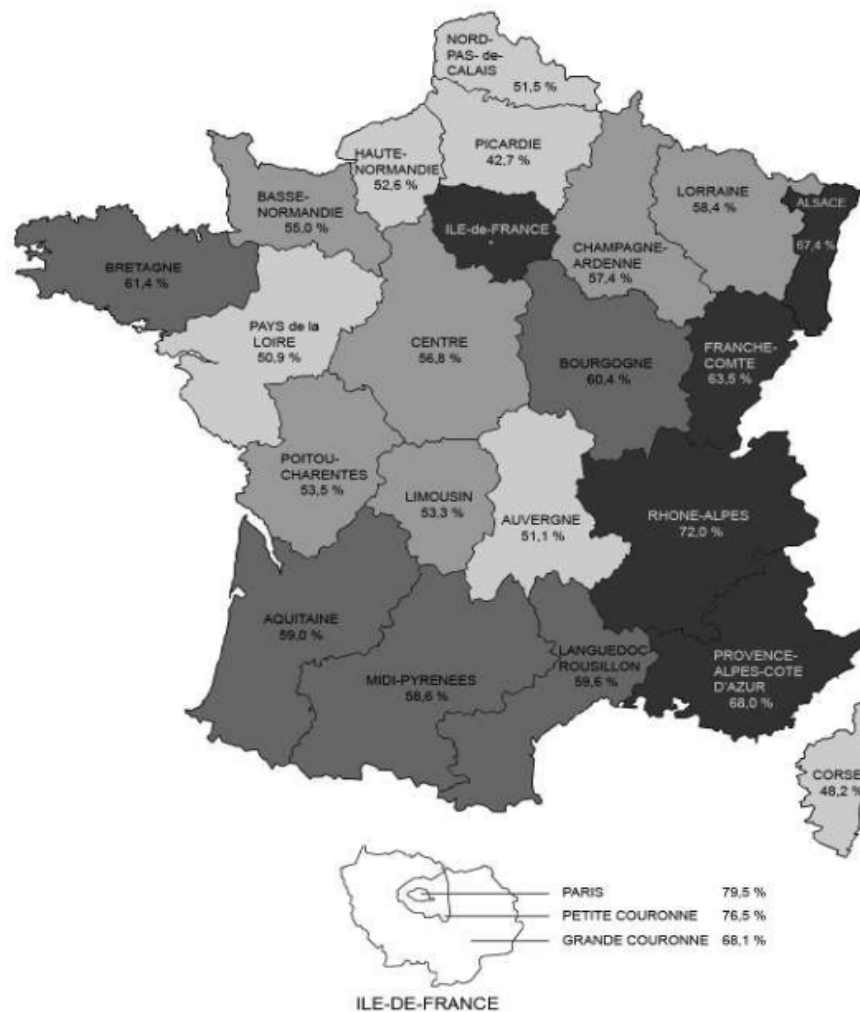 NORD-
PAS- de-
CALAIS
51,5 %
PICARDIE
42,7 %
HAUTE-
NORMANDIE
52,6 %
BASSE-
NORMANDIE
55,0 %
LORRAINE
58,4 %
ALSACE
67,4 %
ILE-de-FRANCE
*
CHAMPAGNE-
ARDENNE
57,4 %
BRETAGNE
61,4 %
PAYS de la
LOIRE
50,9 %
CENTRE
56,8 %
BOURGOGNE
60,4 %
FRANCHE-
COMTE
63,5 %
POITOU-
CHARENTES
53,5 %
LIMOUSIN
53,3 %
AUVERGNE
51,1 %
RHONE-ALPES
72,0 %
AQUITAINE
59,0 %
MIDI-PYRENEES
58,6 %
LANGUEDOC
ROUSILLON
59,6 %
PROVENCE-
ALPES-COTE
D'AZUR
68,0 %
CORSE
48,2 %
PARIS 79,5 %
PETITE COURONNE 76,5 %
GRANDE COURONNE 68,1 %
ILE-DE-FRANCE